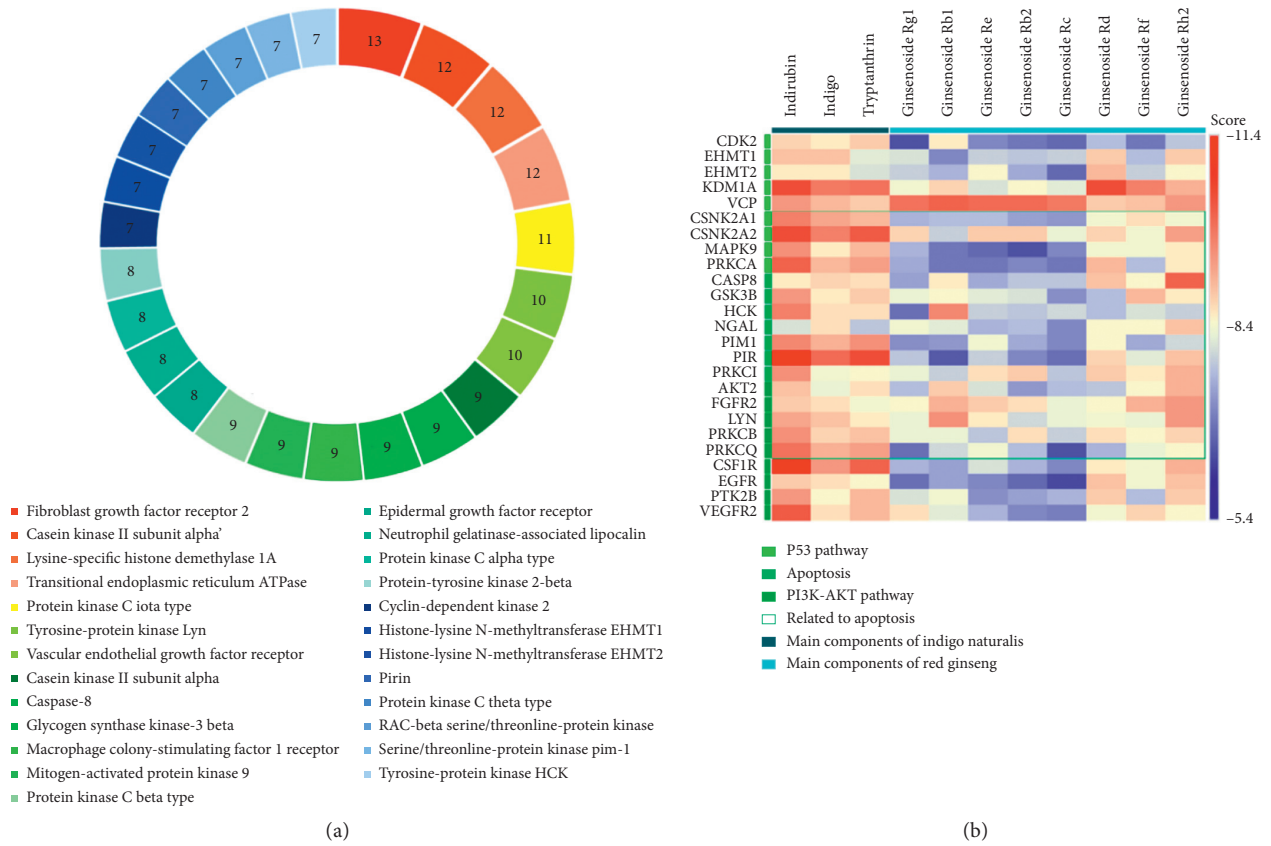 13
12
12
12
11
10
10
9
9
9
9
9
9
8
8
8
8
7
7
7
7
7
7
7
7
Fibroblast growth factor receptor 2
Casein kinase II subunit alpha'
Lysine-specific histone demethylase 1A
Transitional endoplasmic reticulum ATPase
Protein kinase C iota type
Tyrosine-protein kinase Lyn
Vascular endothelial growth factor receptor
Casein kinase II subunit alpha
Caspase-8
Glycogen synthase kinase-3 beta
Macrophage colony-stimulating factor 1 receptor
Mitogen-activated protein kinase 9
Protein kinase C beta type
Epidermal growth factor receptor
Neutrophil gelatinase-associated lipocalin
Protein kinase C alpha type
Protein-tyrosine kinase 2-beta
Cyclin-dependent kinase 2
Histone-lysine N-methyltransferase EHMT1
Histone-lysine N-methyltransferase EHMT2
Pirin
Protein kinase C theta type
RAC-beta serine/threonline-protein kinase
Serine/threonline-protein kinase pim-1
Tyrosine-protein kinase HCK
(a)
Indirubin
Indigo
Tryptanthrin
Ginsenoside Rg1
Ginsenoside Rb1
Ginsenoside Re
Ginsenoside Rb2
Ginsenoside Rc
Ginsenoside Rd
Ginsenoside Rf
Ginsenoside Rh2
CDK2
EHMT1
EHMT2
KDM1A
VCP
CSNK2A1
CSNK2A2
MAPK9
PRKCA
CASP8
GSK3B
HCK
NGAL
PIM1
PIR
PRKCI
AKT2
FGFR2
LYN
PRKCB
PRKCQ
CSF1R
EGFR
PTK2B
VEGFR2
Score
−11.4
−8.4
−5.4
P53 pathway
Apoptosis
PI3K-AKT pathway
Related to apoptosis
Main components of indigo naturalis
Main components of red ginseng
(b)